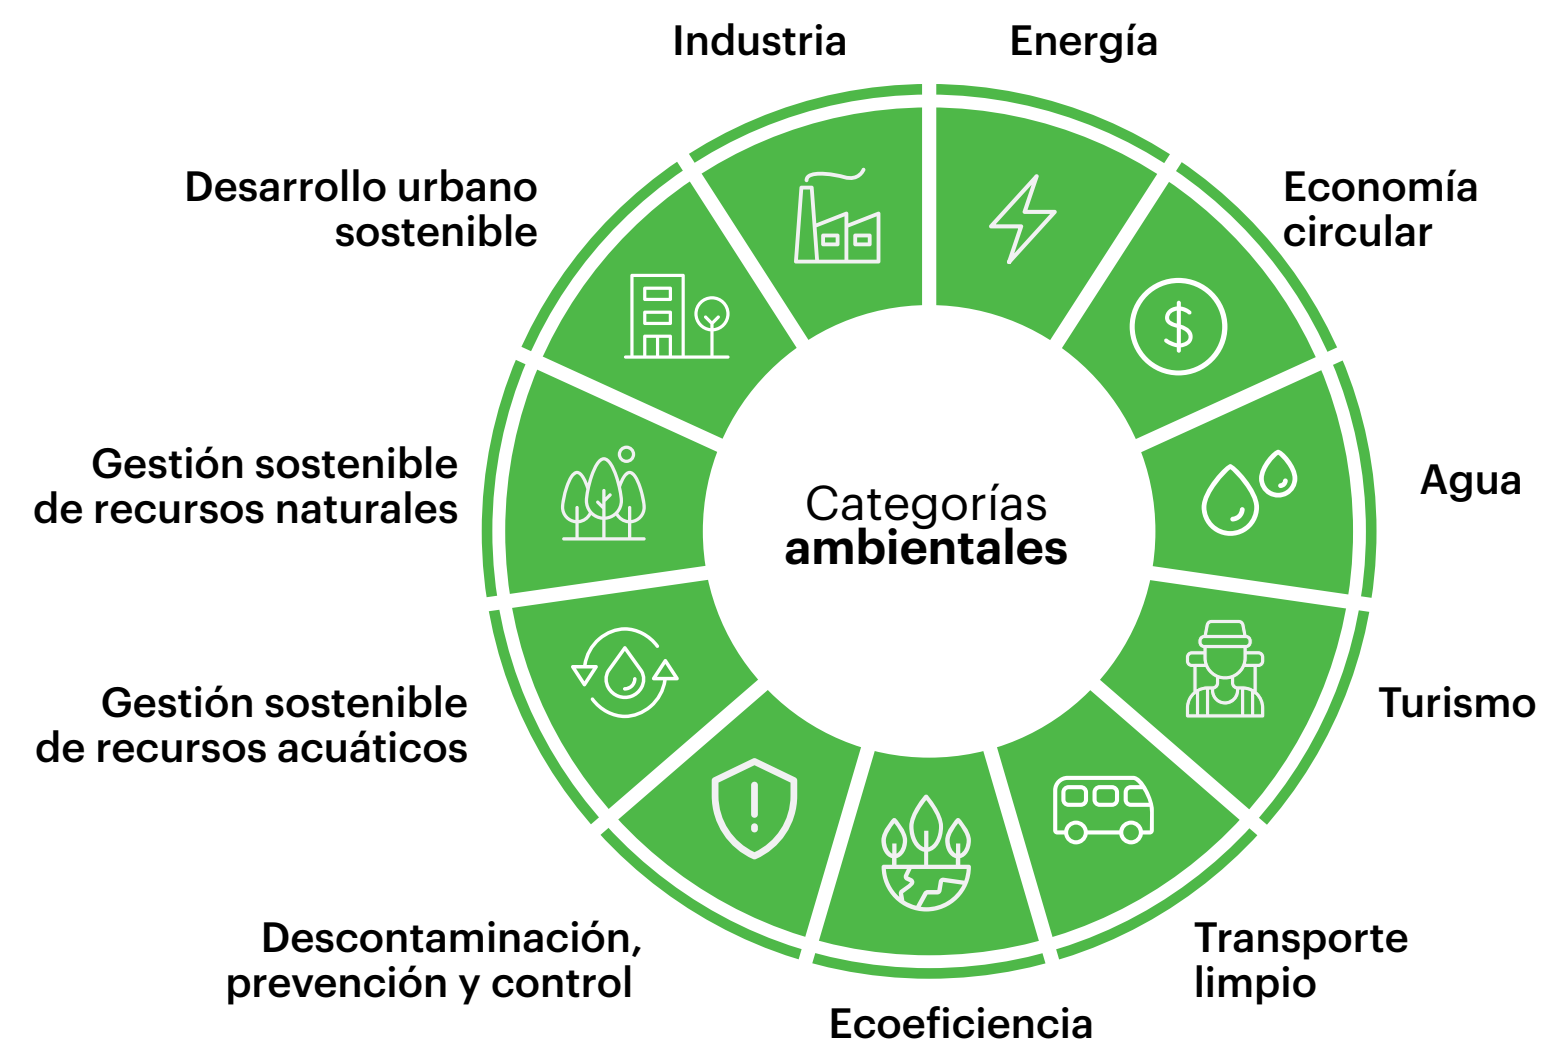 Industria
Energía
Desarrollo urbano
sostenible
Economía
circular
Gestión sostenible
de recursos naturales
Agua
Categorías
ambientales
Gestión sostenible
de recursos acuáticos
Turismo
Descontaminación,
prevención y control
Transporte
limpio
Ecoeficiencia
$
!